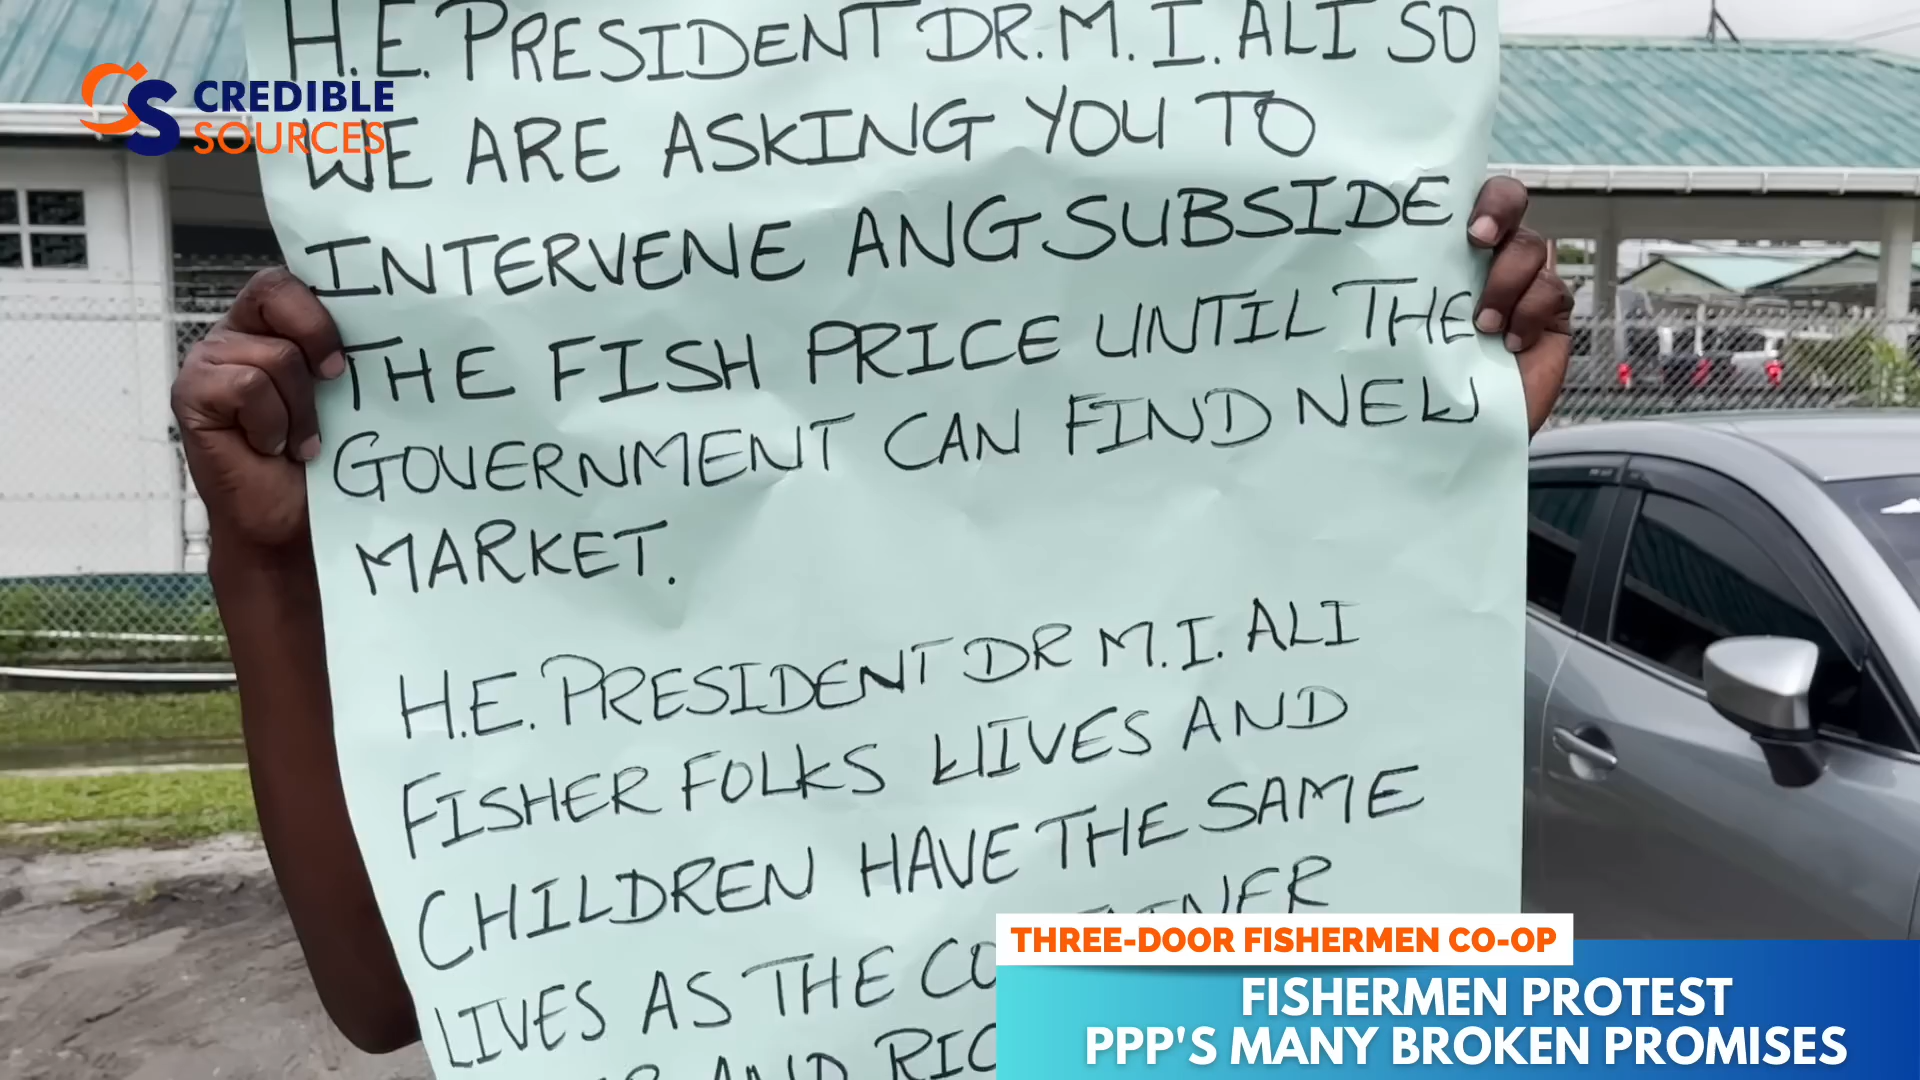 CREDIBLE
SOURCES
H.E. PRESIDENT DR. M. I. ALI SO
WE ARE ASKING YOU TO
INTERVENE ANG SUBSIDE
THE FISH PRICE UNTIL THE
GOVERNMENT CAN FIND NEW
MARKET.
H.E. PRESIDENT DR M. I. ALI
FISHER FOLKS LIVES AND
CHILDREN HAVE THE SAME
LIVES AS THE
AND
THREE-DOOR FISHERMEN CO-OP
FISHERMEN PROTEST
PPP'S MANY BROKEN PROMISES